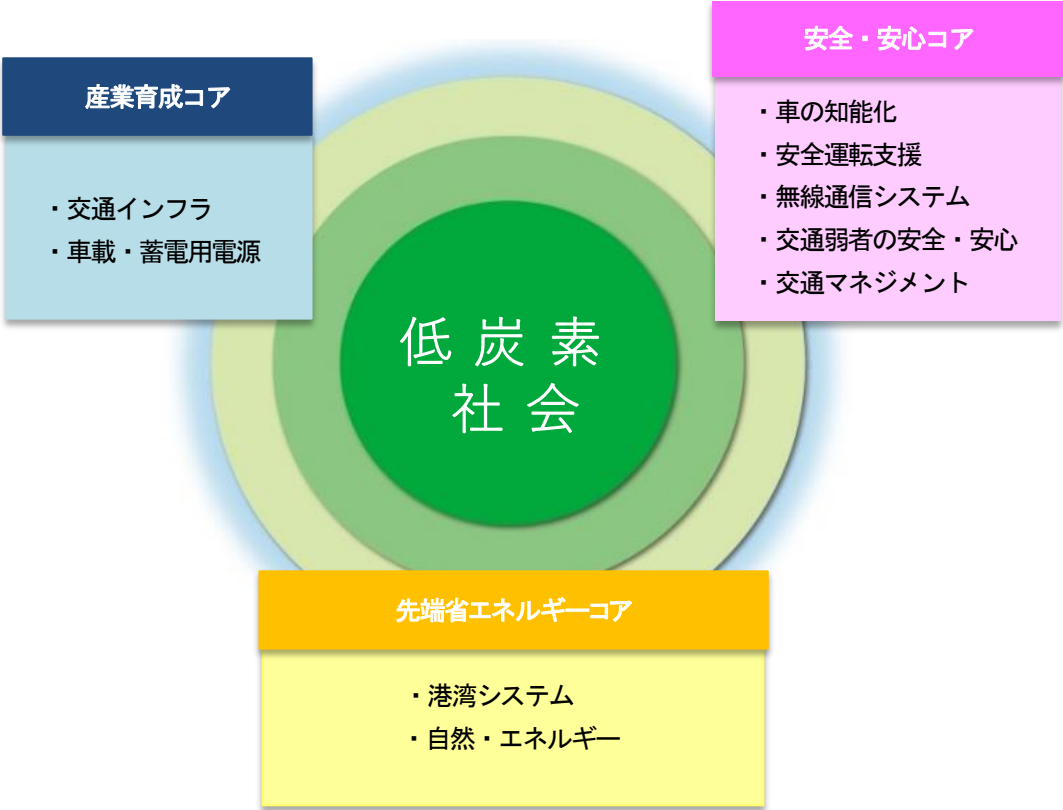 産業育成コア
・交通インフラ
・車載・蓄電用電源
安全・安心コア
・車の知能化
・安全運転支援
・無線通信システム
・交通弱者の安全・安心
・交通マネジメント
低炭素
社会
先端省エネルギーコア
・港湾システム
・自然・エネルギー